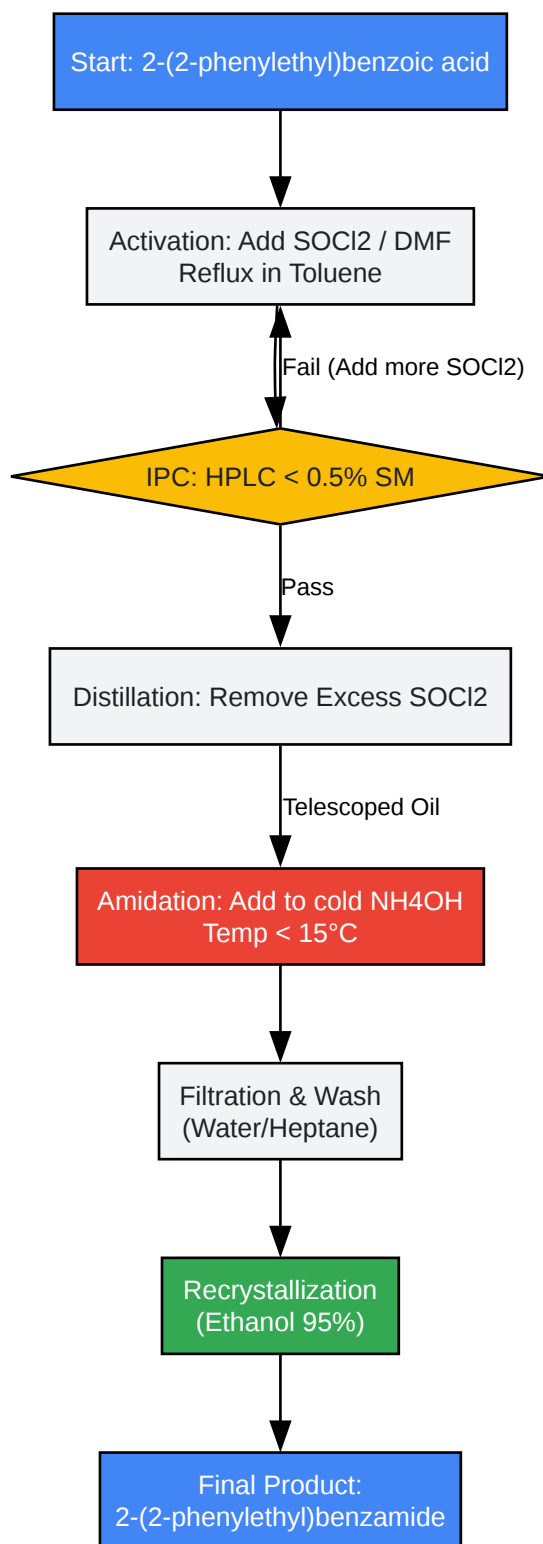 Start: 2-(2-phenylethyl)benzoic acid
Activation: Add SOCl2 / DMF
Reflux in Toluene
Fail (Add more SOCl2)
IPC: HPLC < 0.5% SM
Pass
Distillation: Remove Excess SOCl2
Telescoped Oil
Amidation: Add to cold NH4OH
Temp < 15°C
Filtration & Wash
(Water/Heptane)
Recrystallization
(Ethanol 95%)
Final Product:
2-(2-phenylethyl)benzamide